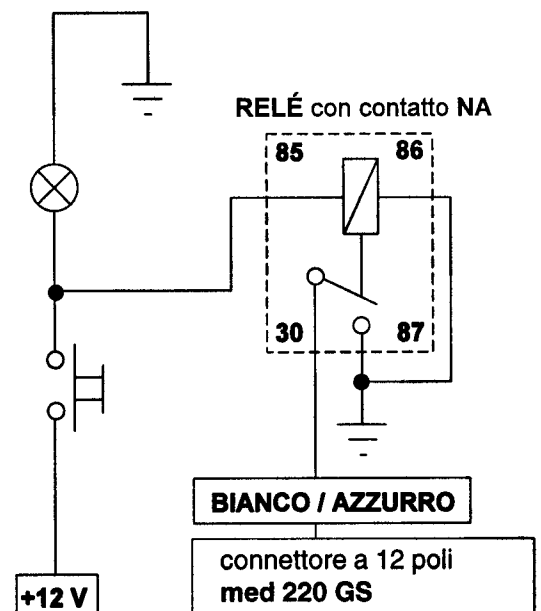 RELÉ con contatto NA
85 86
30 87
BIANCO / AZZURRO
connettore a 12 poli
med 220 GS
+12 V